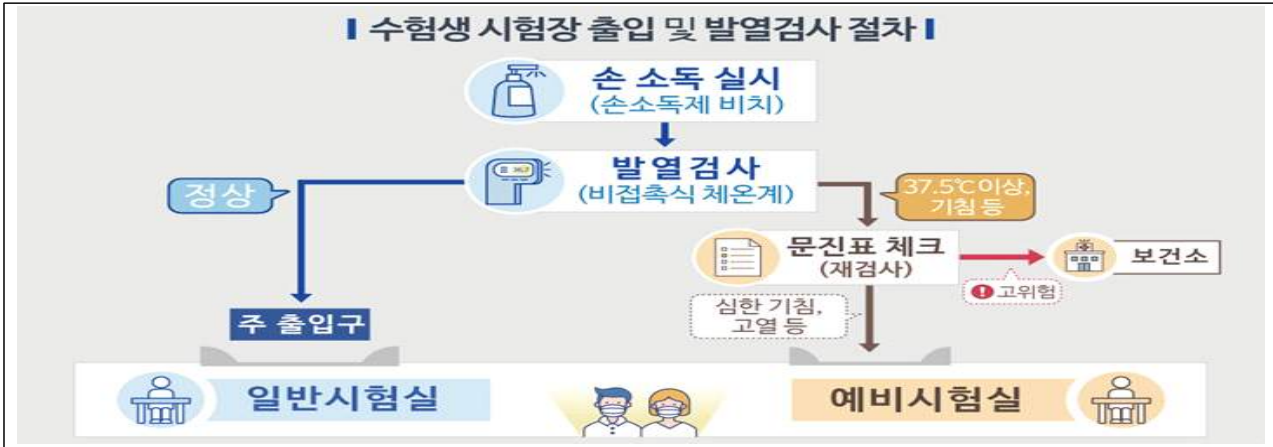 수험생 시험장 출입 및 발열검사 절차
손 소독 실시
(손소독제 비치)
발열검사
(비접촉식 체온계)
정상
37.5℃이상,
기침 등
문진표 체크
(재검사)
보건소
고위험
심한 기침,
고열 등
주 출입구
일반시험실
예비시험실